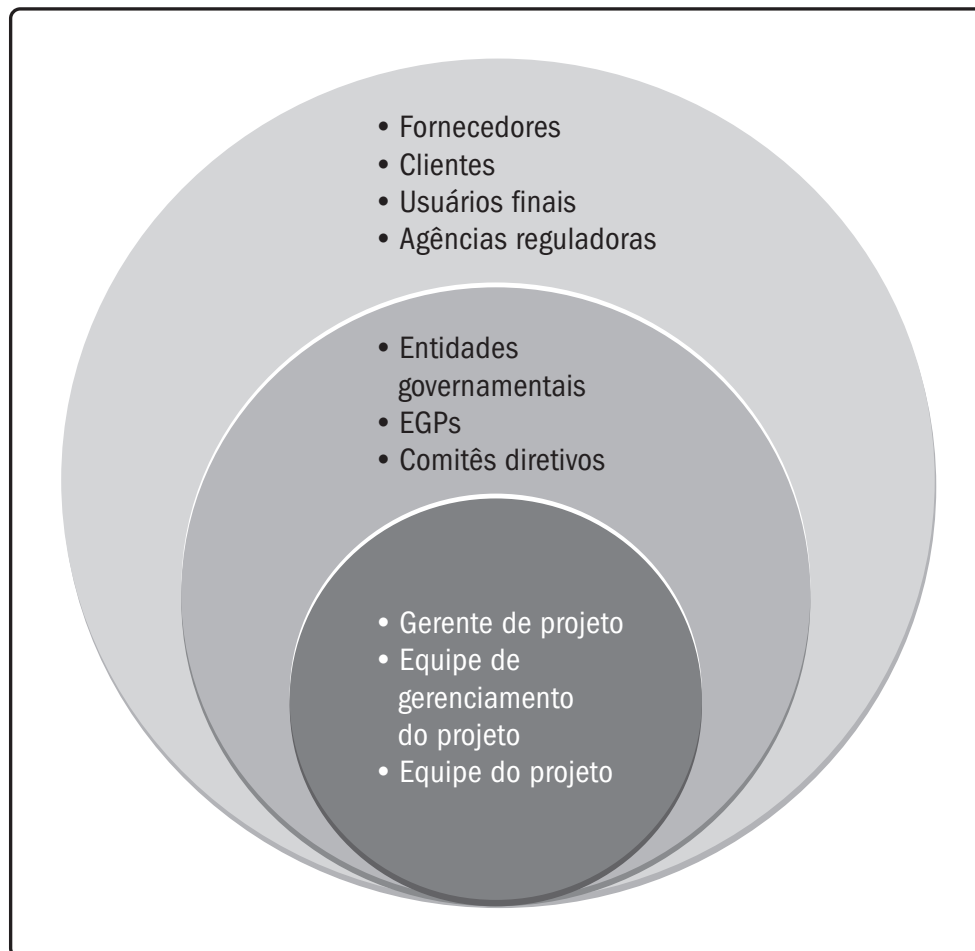 • Fornecedores
• Clientes
• Usuários finais
• Agências reguladoras
• Entidades
governamentais
• EGPs
• Comitês diretivos
• Gerente de projeto
• Equipe de
gerenciamento
do projeto
• Equipe do projeto